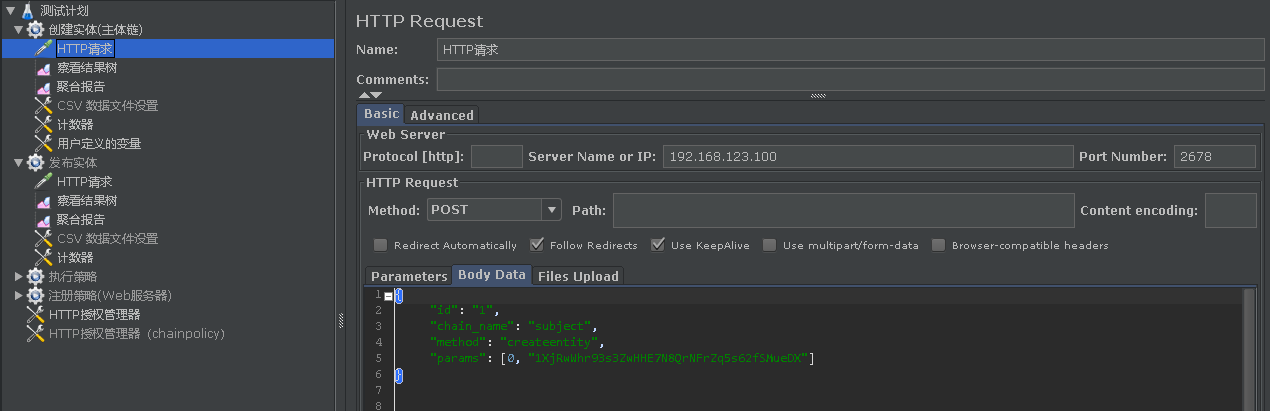 测试计划
创建实体(主体链)
HTTP请求
察看结果树
聚合报告
CSV 数据文件设置
计数器
用户定义的变量
发布实体
HTTP请求
察看结果树
聚合报告
CSV 数据文件设置
计数器
执行策略
注册策略(Web服务器)
HTTP授权管理器
HTTP授权管理器（chainpolicy）
HTTP Request
Name: HTTP请求
Comments:
Basic Advanced
Web Server
Protocol [http]: Server Name or IP: 192.168.123.100 Port Number: 2678
HTTP Request
Method: POST Path: Content encoding:
Redirect Automatically Follow Redirects Use KeepAlive Use multipart/form-data Browser-compatible headers
Parameters Body Data Files Upload
1 {
2 "id": "1",
3 "chain_name": "subject",
4 "method": "createentity",
5 "params": [0, "1XjRwWhr93s3ZwHHE7N8QrNFrZq5s62fSMueDX"]
6 }
7
8